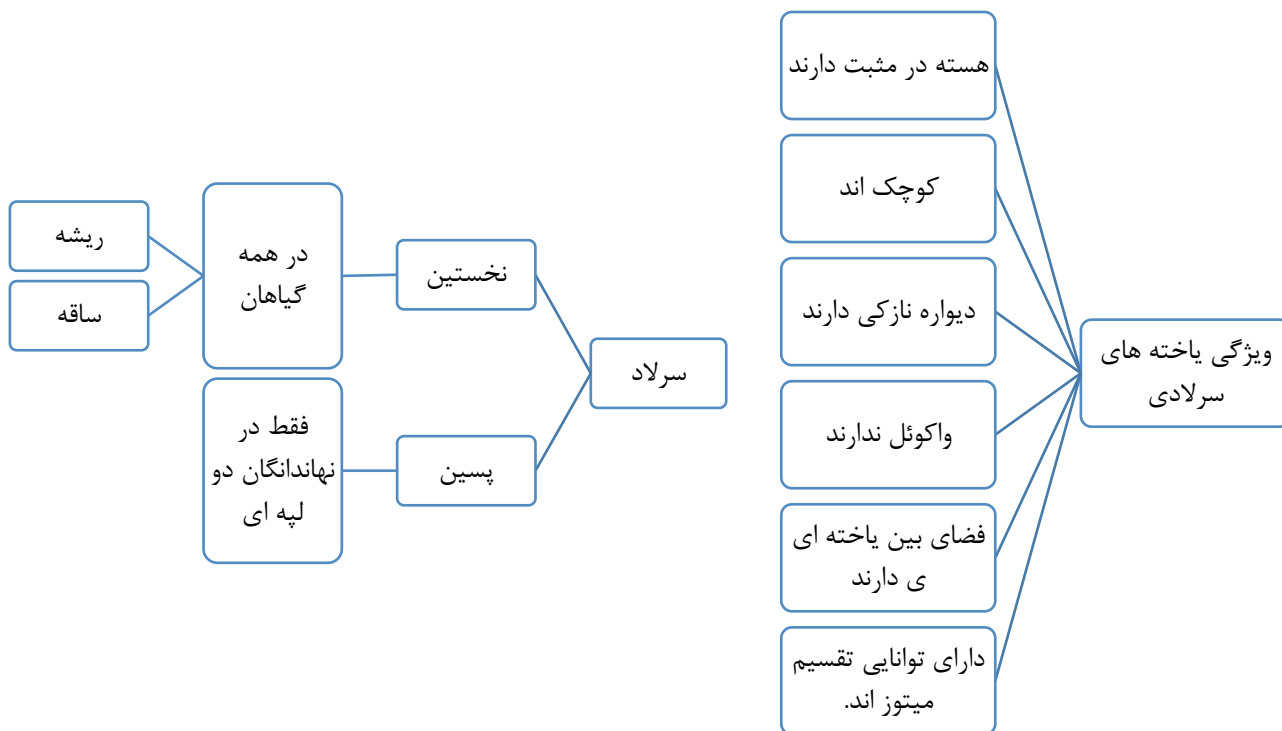 ویژگی یاخته های
سرلادی
هسته در مثبت دارند
کوچک اند
دیواره نازکی دارند
واکوئل ندارند
فضای بین یاخته ای
ی دارند
دارای توانایی تقسیم
میتوز اند.
سرلاد
نخستین
در همه
گیاهان
ریشه
ساقه
پسین
فقط در
نهاندانگان دو
لپه ای